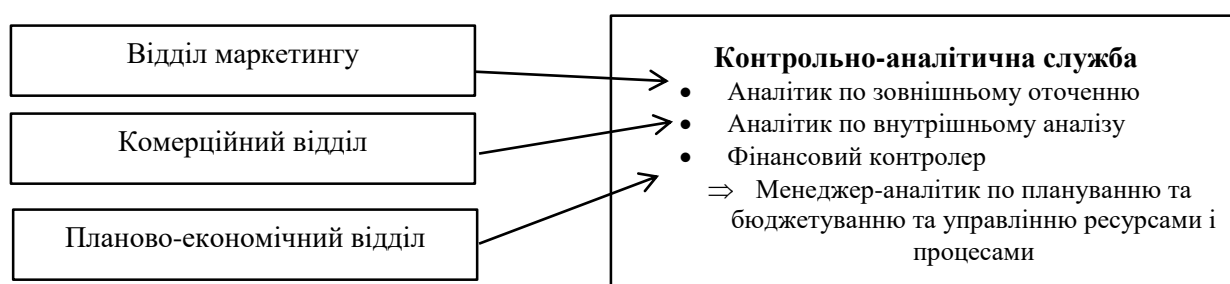 Відділ маркетингу
Комерційний відділ
Планово-економічний відділ
Контрольно-аналітична служба
• Аналітик по зовнішньому оточенню
• Аналітик по внутрішньому аналізу
• Фінансовий контролер
⇒ Менеджер-аналітик по плануванню та
бюджетуванню та управлінню ресурсами і
процесами